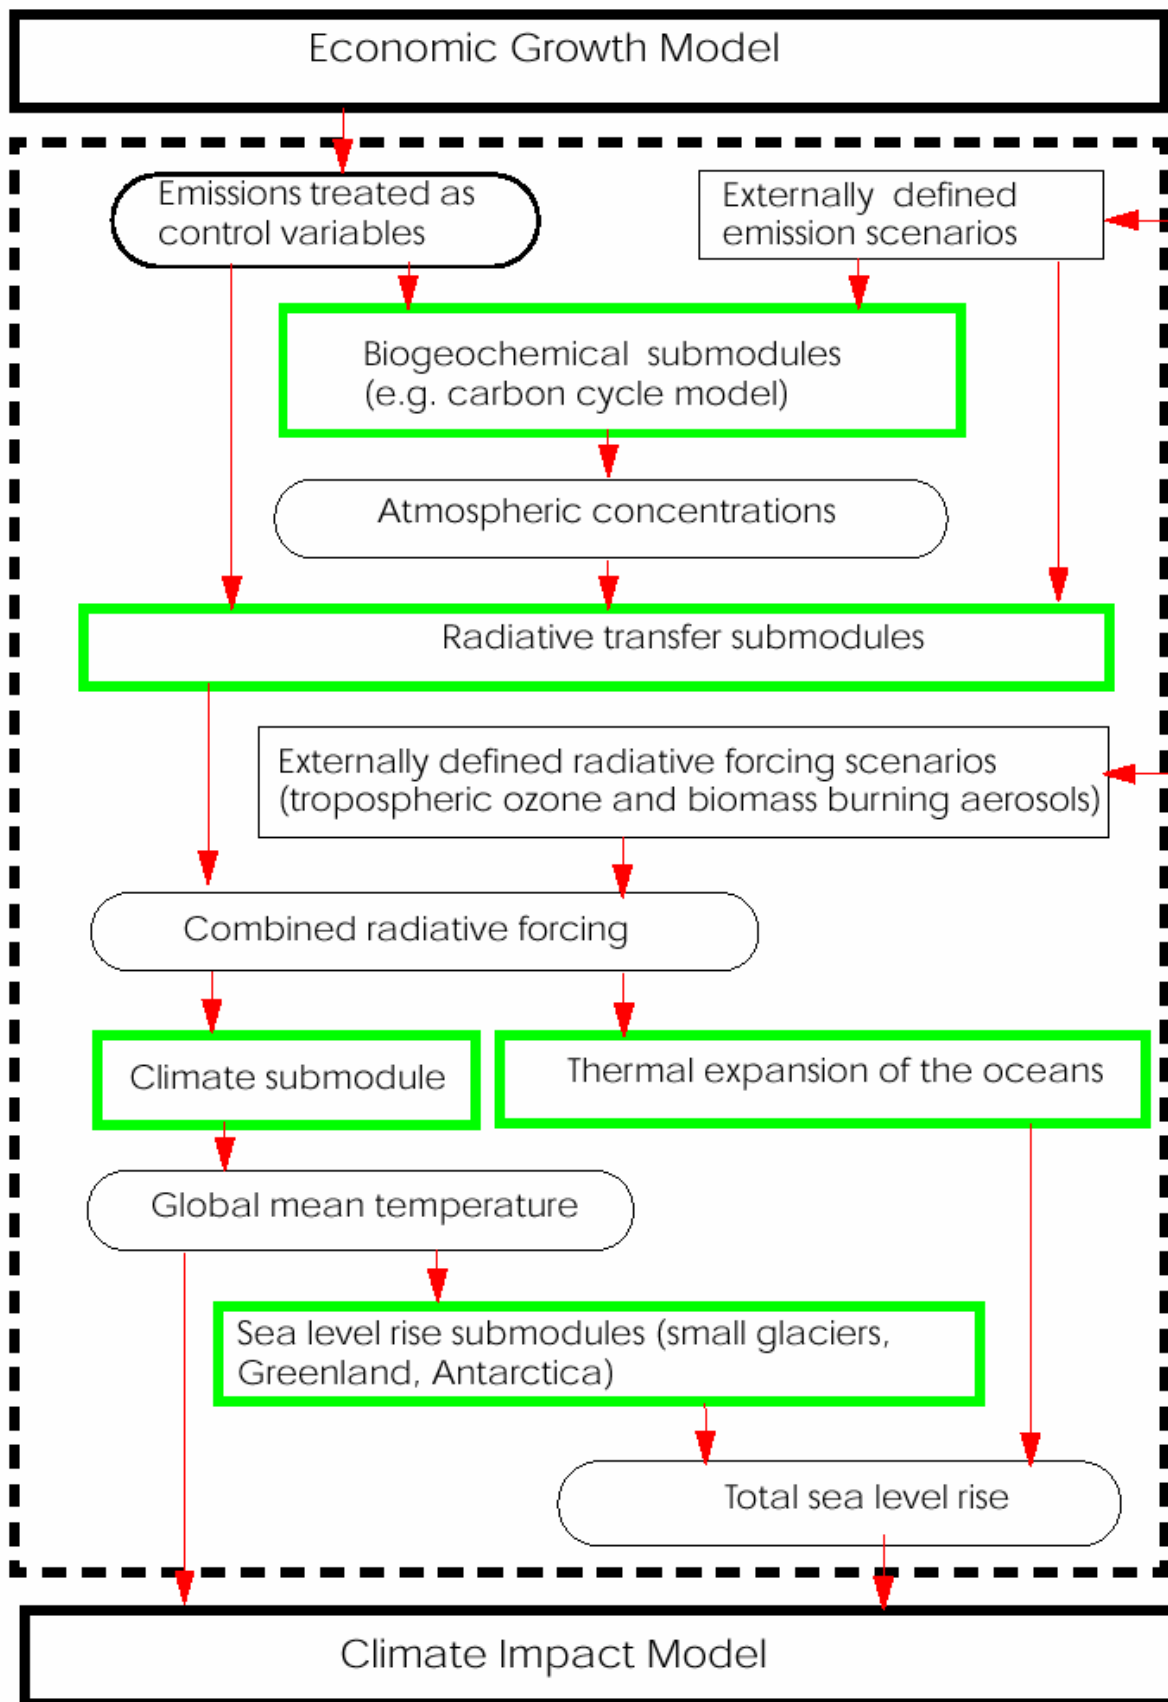 Economic Growth Model
Emissions treated as
control variables
Externally defined
emission scenarios
Biogeochemical submodules
(e.g. carbon cycle model)
Atmospheric concentrations
Radiative transfer submodules
Externally defined radiative forcing scenarios
(tropospheric ozone and biomass burning aerosols)
Combined radiative forcing
Climate submodule
Thermal expansion of the oceans
Global mean temperature
Sea level rise submodules (small glaciers,
Greenland, Antarctica)
Total sea level rise
Climate Impact Model